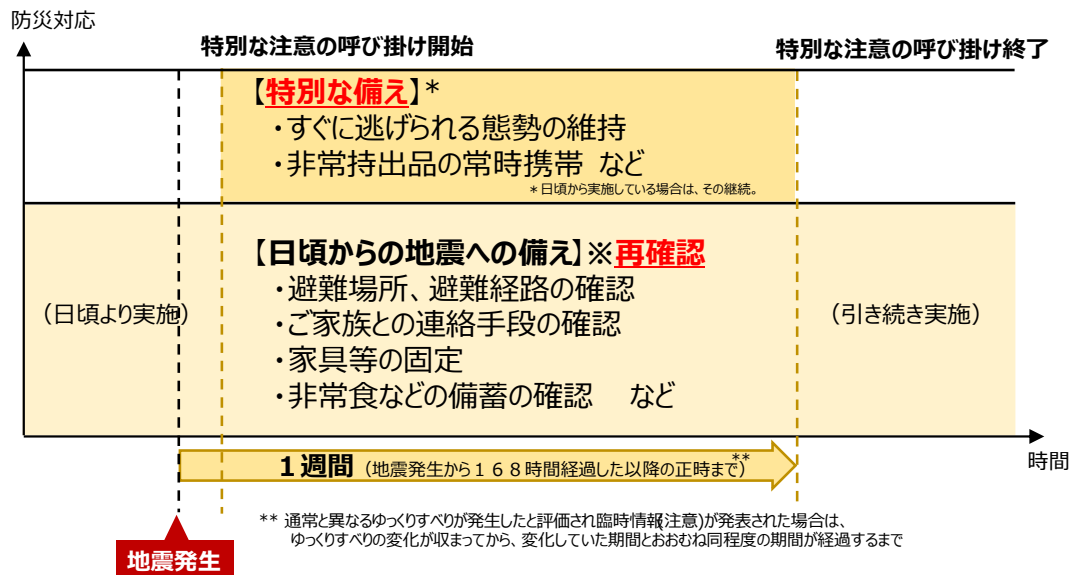 防災対応
特別な注意の呼び掛け開始
特別な注意の呼び掛け終了
【特別な備え】*
・すぐに逃げられる態勢の維持
・非常持出品の常時携帯 など
*日頃から実施している場合は、その継続。
【日頃からの地震への備え】※再確認
・避難場所、避難経路の確認
(日頃より実施)
・ご家族との連絡手段の確認
(引き続き実施)
・家具等の固定
・非常食などの備蓄の確認 など
1週間(地震発生から168時間経過した以降の正時まで)**
時間
** 通常と異なるゆっくりすべりが発生したと評価され臨時情報(注意)が発表された場合は、
ゆっくりすべりの変化が収まってから、変化していた期間とおおむね同程度の期間が経過するまで
地震発生